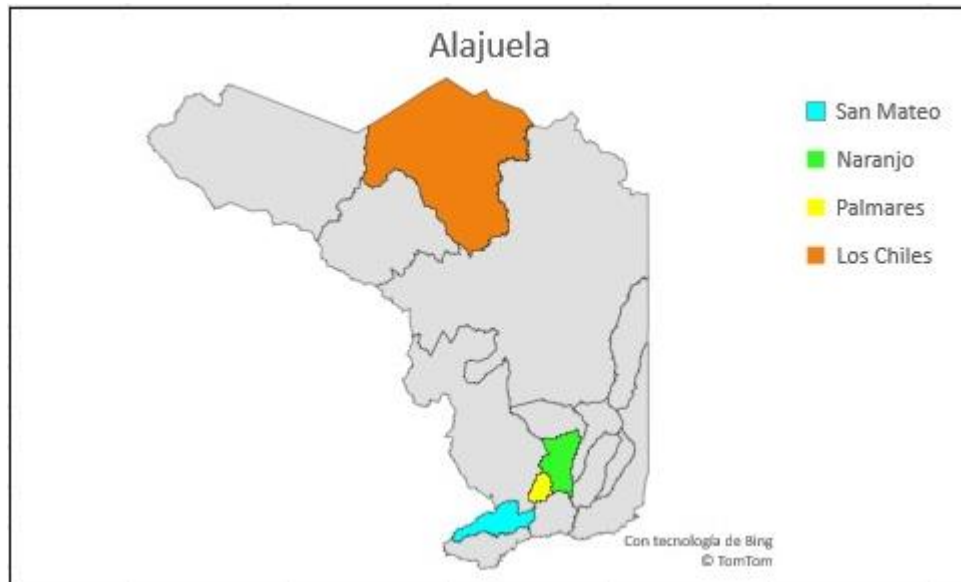 Alajuela
San Mateo
Naranjo
Palmares
Los Chiles
Con tecnología de Bing
© TomTom